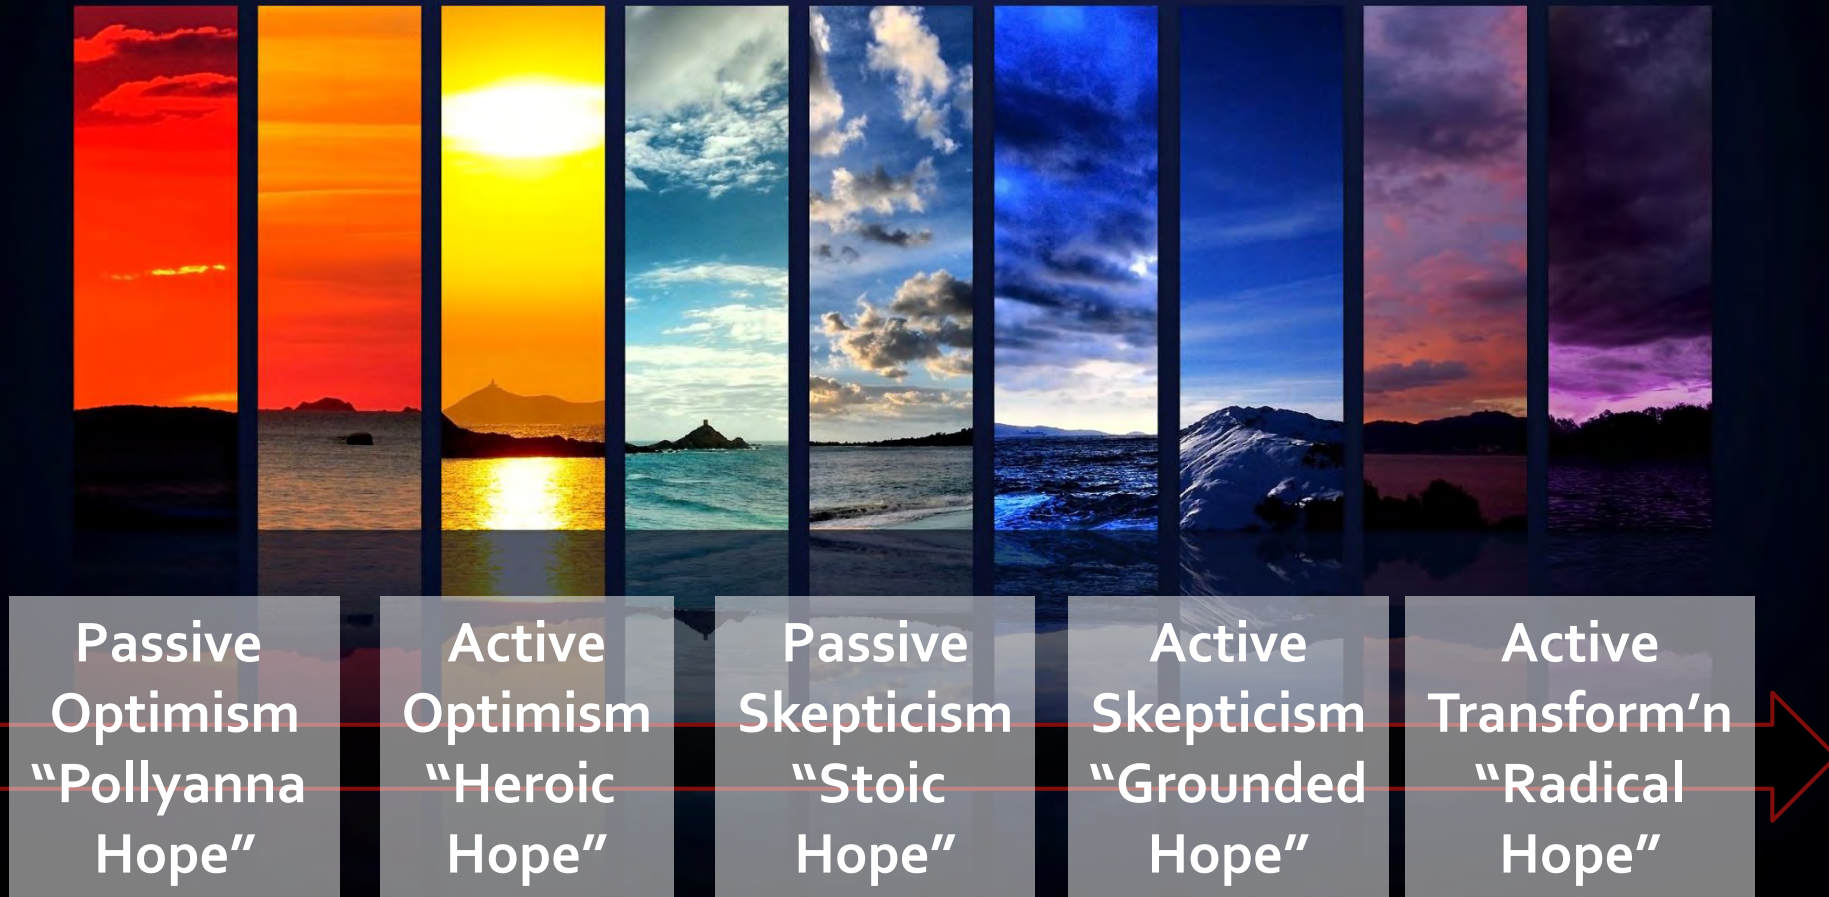 Passive
Optimism
“Pollyanna
Hope”
Active
Optimism
“Heroic
Hope”
Passive
Skepticism
“Stoic
Hope”
Active
Skepticism
“Grounded
Hope”
Active
Transform’n
“Radical
Hope”